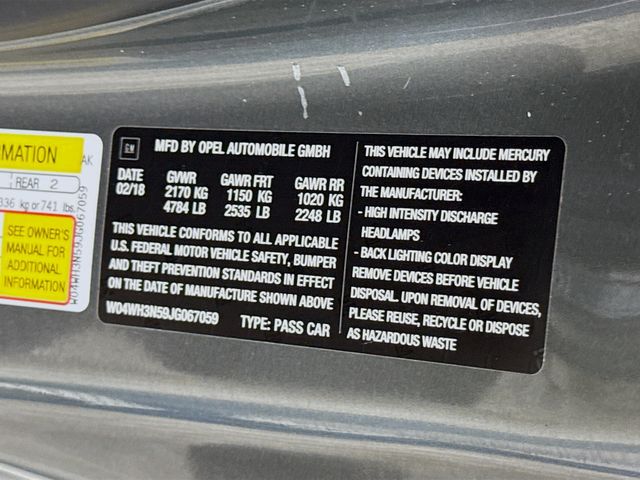 MATION
AK
REAR 2
336 kg or 741 lbs.
SEE OWNER'S
MANUAL FOR
ADDITIONAL
INFORMATION
W04WH3N59JG067059
GM
MFD BY OPEL AUTOMOBILE GMBH
DATE GVWR GAWR FRT GAWR RR
02/18 2170 KG 1150 KG 1020 KG
4784 LB 2535 LB 2248 LB
THIS VEHICLE CONFORMS TO ALL APPLICABLE
U.S. FEDERAL MOTOR VEHICLE SAFETY, BUMPER
AND THEFT PREVENTION STANDARDS IN EFFECT
ON THE DATE OF MANUFACTURE SHOWN ABOVE
W04WH3N59JG067059 TYPE: PASS CAR
THIS VEHICLE MAY INCLUDE MERCURY
CONTAINING DEVICES INSTALLED BY
THE MANUFACTURER:
- HIGH INTENSITY DISCHARGE
HEADLAMPS
- BACK LIGHTING COLOR DISPLAY
REMOVE DEVICES BEFORE VEHICLE
DISPOSAL. UPON REMOVAL OF DEVICES,
PLEASE REUSE, RECYCLE OR DISPOSE
AS HAZARDOUS WASTE